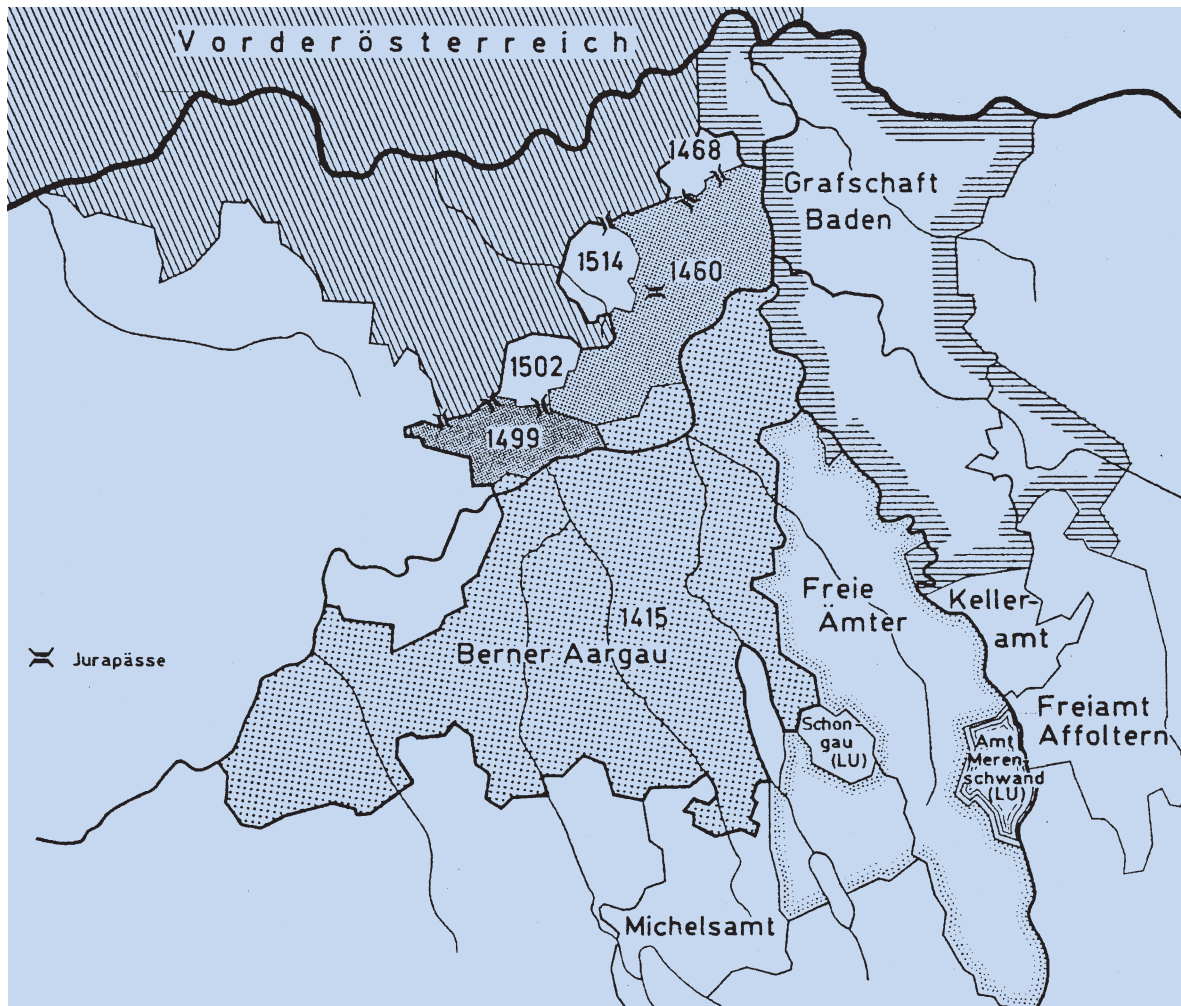 Vorderösterreich
1468
Grafschaft
Baden
1514
1460
1502
1499
Freie
Ämter
Keller-
amt
1415
Berner Aargau
Jurapässe
Schon-
gau
(LU)
Freiamt
Affoltern
Amt
Meren-
schwand
(LU)
Michelsamt